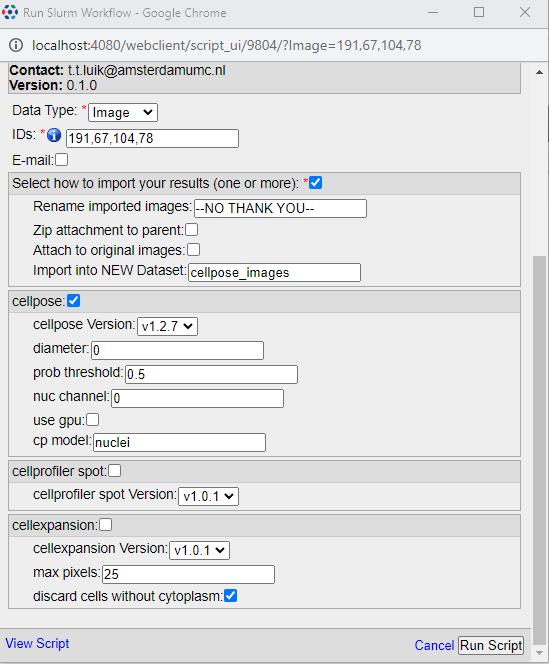 Run Slurm Workflow - Google Chrome
localhost:4080/webclient/script_ui/9804/?Image=191,67,104,78
Contact: t.t.luik@amsterdamumc.nl
Version: 0.1.0
Data Type: * Image
IDs: * 191,67,104,78
E-mail:
Select how to import your results (one or more): *
Rename imported images: --NO THANK YOU--
Zip attachment to parent:
Attach to original images:
Import into NEW Dataset: cellpose_images
cellpose:
cellpose Version: v1.2.7
diameter: 0
prob threshold: 0.5
nuc channel: 0
use gpu:
cp model: nuclei
cellprofiler spot:
cellprofiler spot Version: v1.0.1
cellexpansion:
cellexpansion Version: v1.0.1
max pixels: 25
discard cells without cytoplasm:
View Script
Cancel Run Script